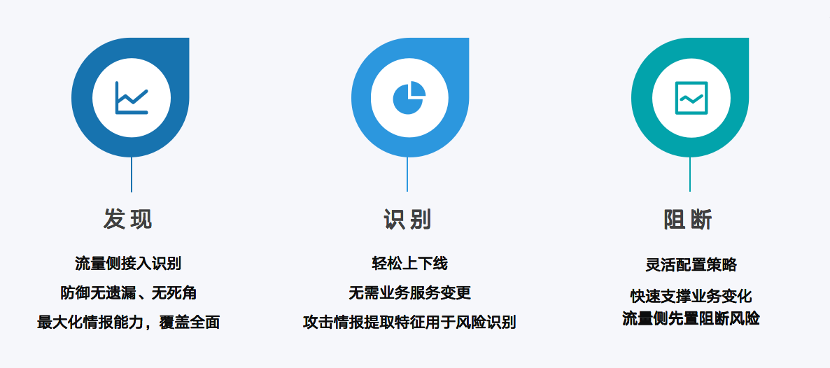 发现
流量侧接入识别
防御无遗漏、无死角
最大化情报能力，覆盖全面
识别
轻松上下线
无需业务服务变更
攻击情报提取特征用于风险识别
阻断
灵活配置策略
快速支撑业务变化
流量侧先置阻断风险